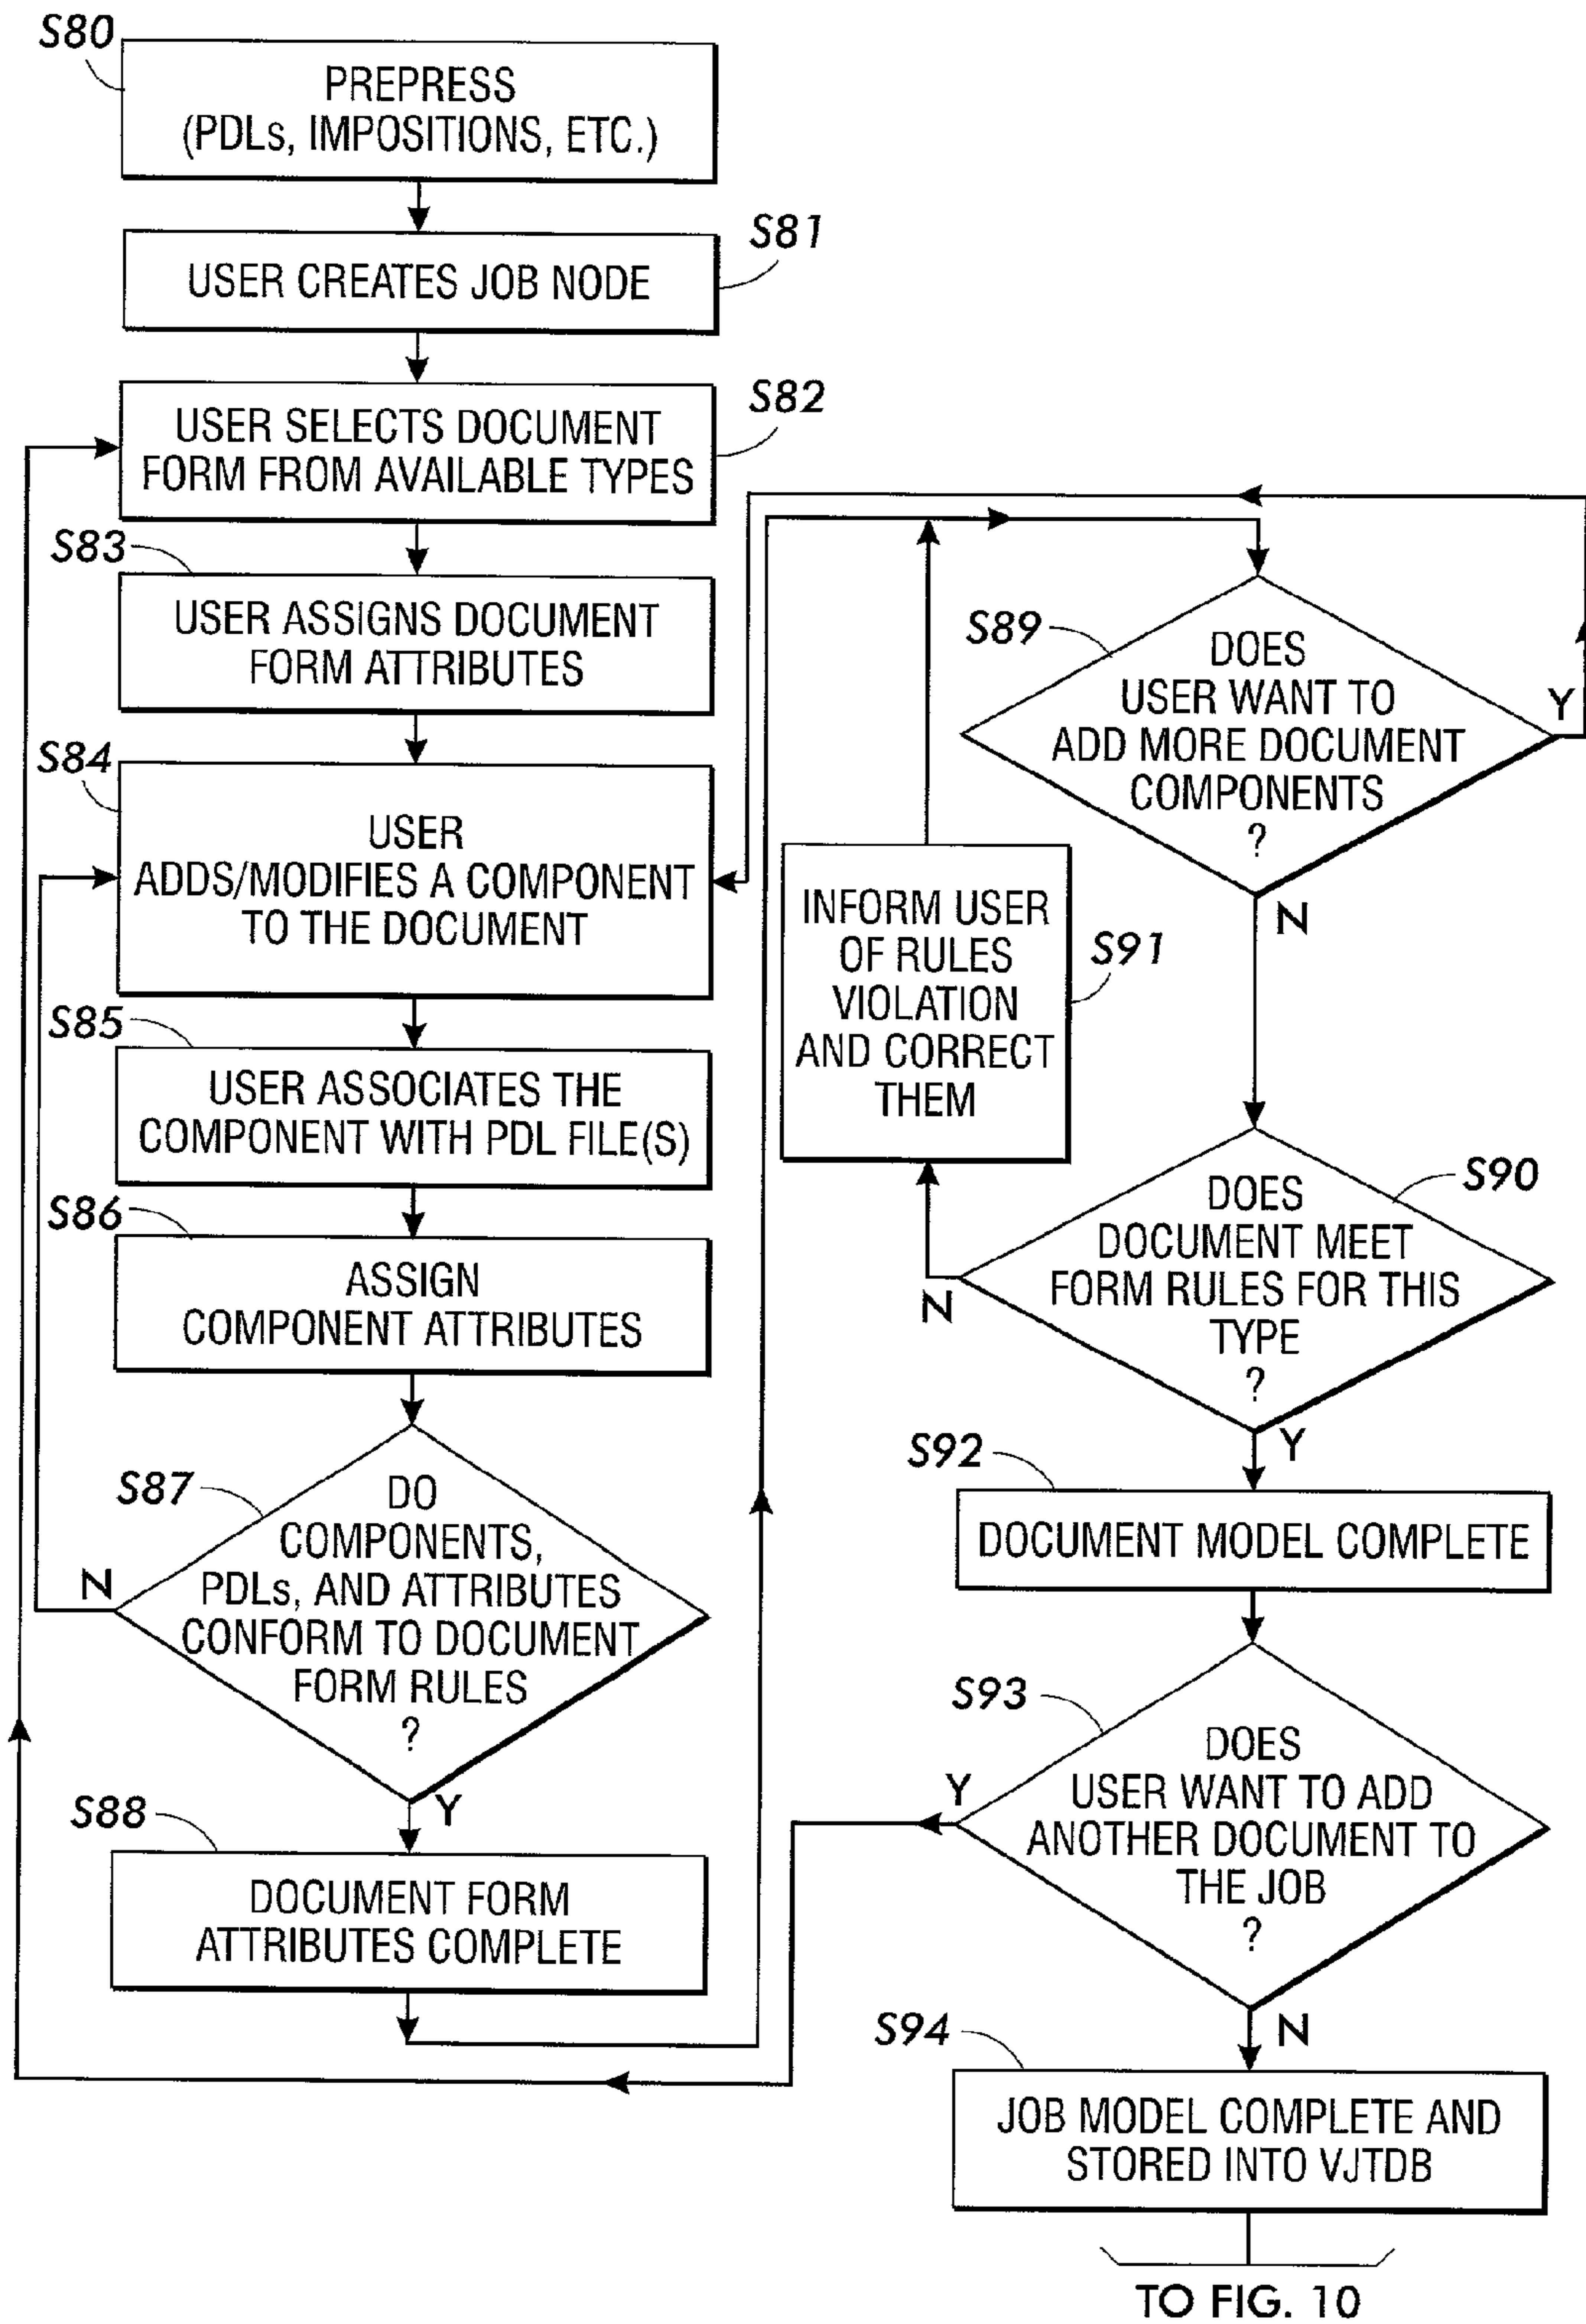 S80
PREPRESS
(PDLs, IMPOSITIONS, ETC.)
S81
USER CREATES JOB NODE
S82
USER SELECTS DOCUMENT
FORM FROM AVAILABLE TYPES
S83
USER ASSIGNS DOCUMENT
FORM ATTRIBUTES
S84
USER
ADDS/MODIFIES A COMPONENT
TO THE DOCUMENT
S85
USER ASSOCIATES THE
COMPONENT WITH PDL FILE(S)
S86
ASSIGN
COMPONENT ATTRIBUTES
S87
DO
COMPONENTS,
PDLs, AND ATTRIBUTES
CONFORM TO DOCUMENT
FORM RULES
?
N
Y
S88
DOCUMENT FORM
ATTRIBUTES COMPLETE
S89
DOES
USER WANT TO
ADD MORE DOCUMENT
COMPONENTS
?
Y
N
INFORM USER
OF RULES
VIOLATION
AND CORRECT
THEM
S91
S90
DOES
DOCUMENT MEET
FORM RULES FOR THIS
TYPE
?
N
Y
S92
DOCUMENT MODEL COMPLETE
S93
DOES
USER WANT TO ADD
ANOTHER DOCUMENT TO
THE JOB
?
Y
N
S94
JOB MODEL COMPLETE AND
STORED INTO VJTDB
TO FIG. 10